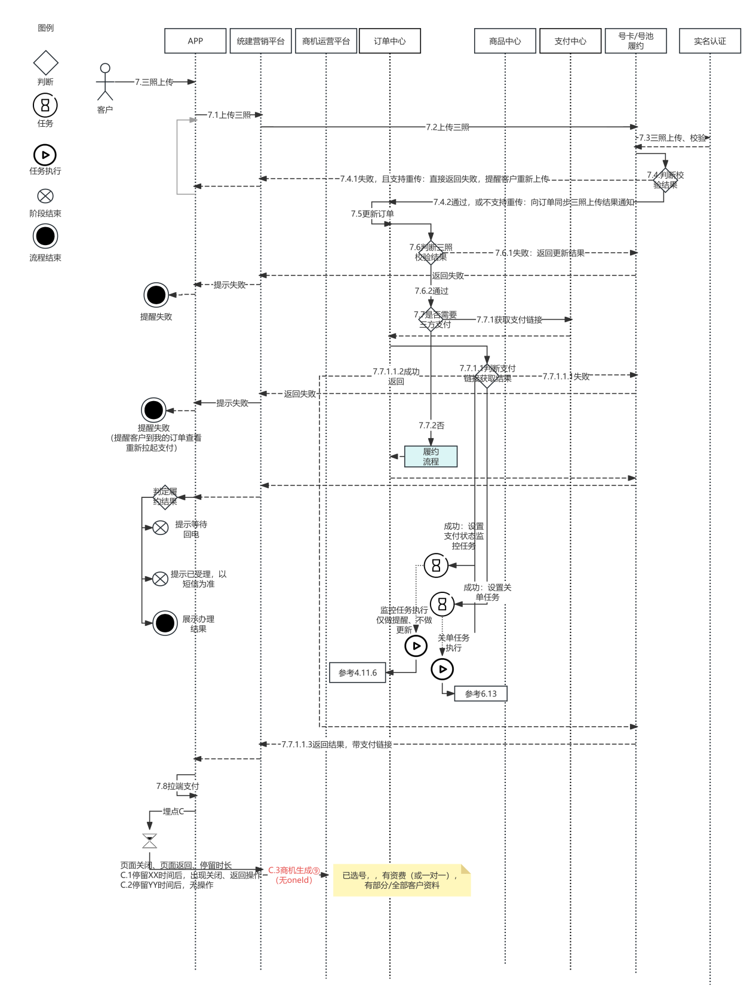 图例
判断
任务
任务执行
阶段结束
流程结束
客户
APP
统建营销平台
商机运营平台
订单中心
商品中心
支付中心
号卡/号池
履约
实名认证
7.三照上传
7.1上传三照
7.2上传三照
7.3三照上传、校验
7.4.判断校
验结果
7.4.1失败，且支持重传：直接返回失败，提醒客户重新上传
7.4.2通过，或不支持重传：向订单同步三照上传结果通知
7.5更新订单
7.6判断三照
校验结果
7.6.1失败：返回更新结果
返回失败
提示失败
提醒失败
7.6.2通过
7.7是否需要
三方支付
7.7.1获取支付链接
7.7.1.1判断支付
链接获取结果
7.7.1.1.2成功
返回
7.7.1.1.1失败
返回失败
提示失败
提醒失败
（提醒客户到我的订单查看
重新拉起支付）
7.7.2否
履约
流程
判定履
约结果
提示等待
回电
提示已受理，以
短信为准
展示办理
结果
成功：设置
支付状态监
控任务
成功：设置关
单任务
监控任务执行
仅做提醒、不做
更新
关单任务
执行
参考4.11.6
参考6.13
7.7.1.1.3返回结果，带支付链接
7.8拉端支付
埋点C
页面关闭、页面返回、停留时长
C.1停留XX时间后，出现关闭、返回操作
C.2停留YY时间后，无操作
C.3商机生成⑨
（无oneId）
已选号，，有资费（或一对一），
有部分/全部客户资料